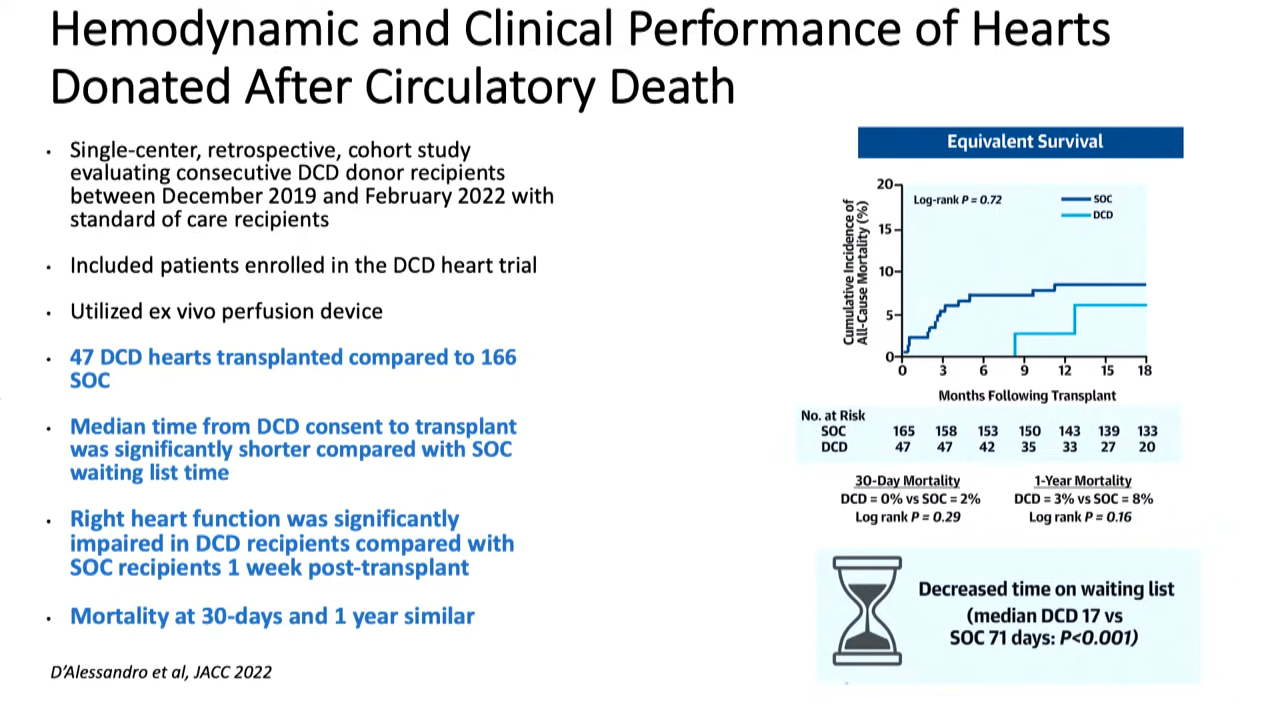 Hemodynamic and Clinical Performance of Hearts
Donated After Circulatory Death
• Single-center, retrospective, cohort study
evaluating consecutive DCD donor recipients
between December 2019 and February 2022 with
standard of care recipients
• Included patients enrolled in the DCD heart trial
• Utilized ex vivo perfusion device
• 47 DCD hearts transplanted compared to 166
SOC
• Median time from DCD consent to transplant
was significantly shorter compared with SOC
waiting list time
• Right heart function was significantly
impaired in DCD recipients compared with
SOC recipients 1 week post-transplant
• Mortality at 30-days and 1 year similar
D'Alessandro et al, JACC 2022
Equivalent Survival
Cumulative Incidence of
All-Cause Mortality (%)
20
15
10
5
0
Log-rank P = 0.72
SOC
DCD
0 3 6 9 12 15 18
Months Following Transplant
No. at Risk
SOC 165 158 153 150 143 139 133
DCD 47 47 42 35 33 27 20
30-Day Mortality
DCD = 0% vs SOC = 2%
Log rank P = 0.29
1-Year Mortality
DCD = 3% vs SOC = 8%
Log rank P = 0.16
Decreased time on waiting list
(median DCD 17 vs
SOC 71 days: P<0.001)